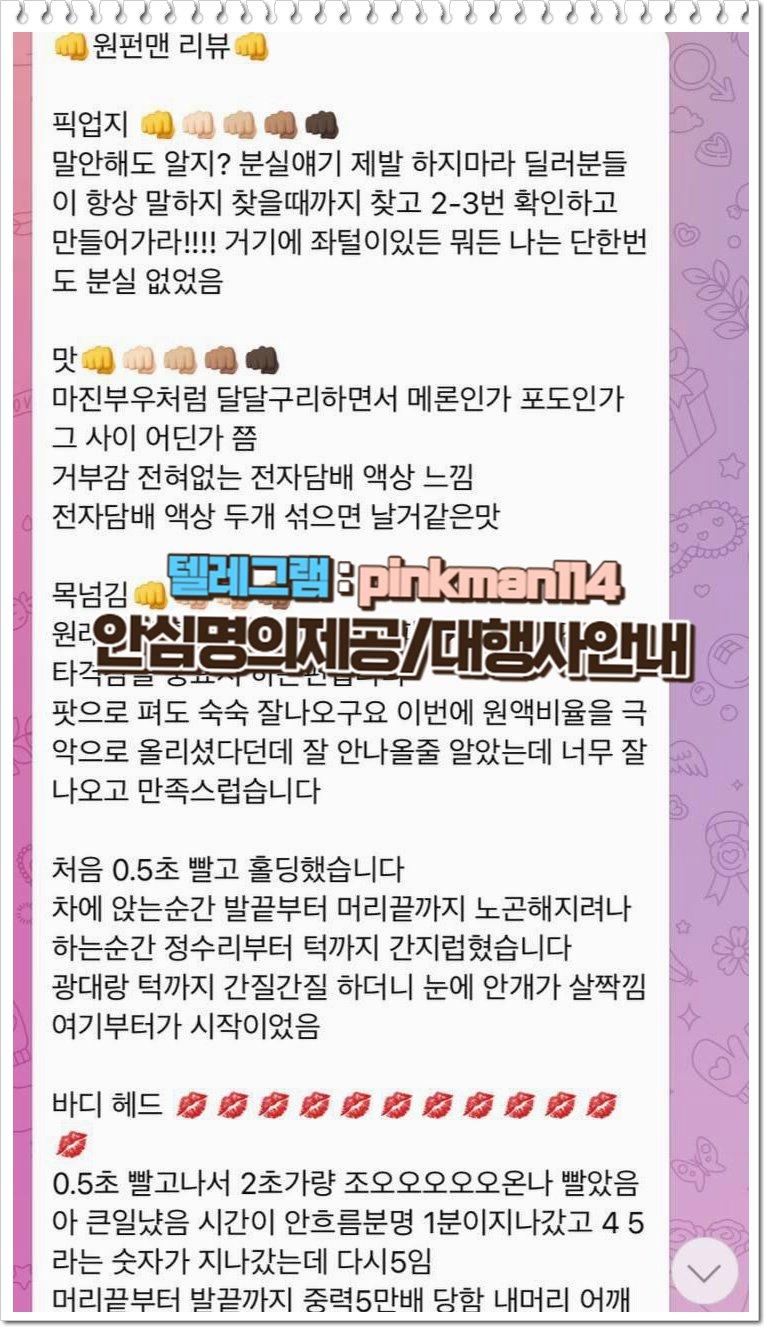 👊원펀맨 리뷰👊
픽업지 👊👊🏻👊🏼👊🏾👊🏿
말안해도 알지? 분실얘기 제발 하지마라 딜러분들
이 항상 말하지 찾을때까지 찾고 2-3번 확인하고
만들어가라!!!! 거기에 좌털이있든 뭐든 나는 단한번
도 분실 없었음
맛👊👊🏻👊🏼👊🏾👊🏿
마진부우처럼 달달구리하면서 메론인가 포도인가
그 사이 어딘가 쯤
거부감 전혀없는 전자담배 액상 느낌
전자담배 액상 두개 섞으면 날거같은맛
텔레그램 : pinkman114
목넘김👊
안심명의제공/대행사안내
팟으로 펴도 숙숙 잘나오구요 이번에 원액비율을 극
악으로 올리셨다던데 잘 안나올줄 알았는데 너무 잘
나오고 만족스럽습니다
처음 0.5초 빨고 홀딩했습니다
차에 앉는순간 발끝부터 머리끝까지 노곤해지려나
하는순간 정수리부터 턱까지 간지럽혔습니다
광대랑 턱까지 간질간질 하더니 눈에 안개가 살짝낌
여기부터가 시작이었음
바디 헤드 💋💋💋💋💋💋💋💋💋💋💋
💋
0.5초 빨고나서 2초가량 조오오오오오온나 빨았음
아 큰일났음 시간이 안흐름분명 1분이지나갔고 4 5
라는 숫자가 지나갔는데 다시5임
머리끝부터 발끝까지 중력5만배 당함 내머리 어깨